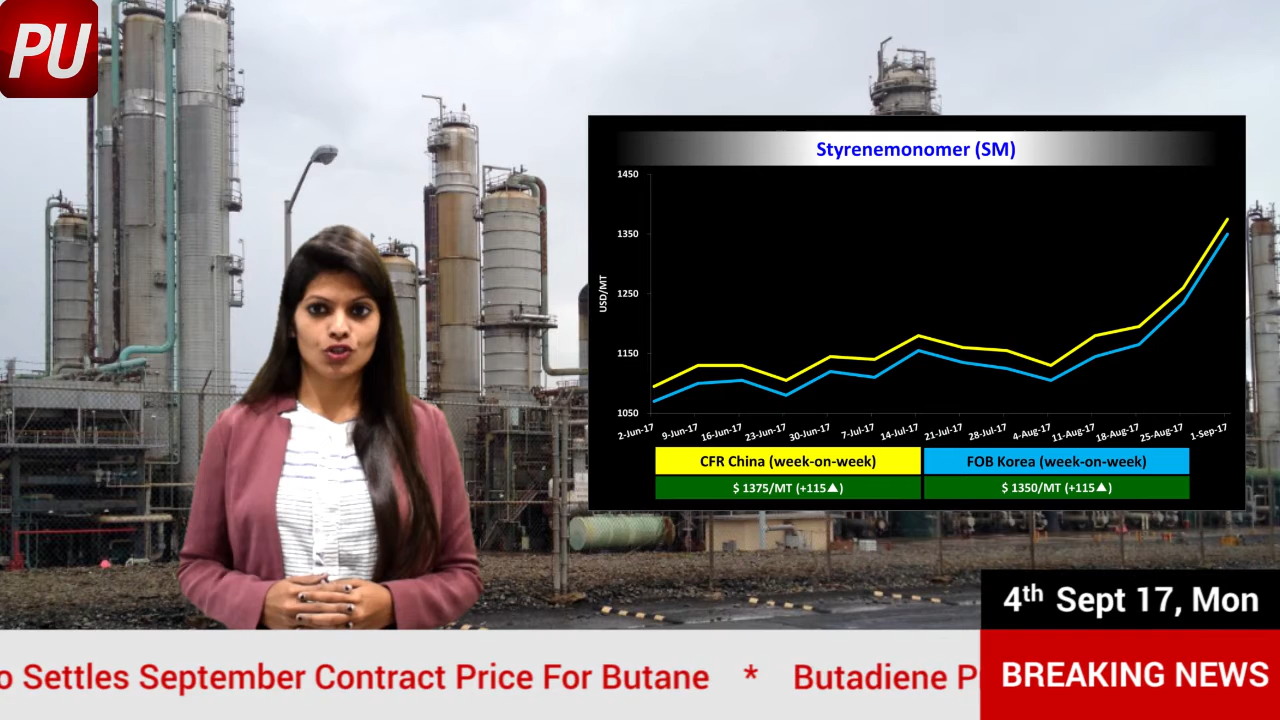 PU
Styrenemonomer (SM)
1450
1350
1250
1150
1050
USD/MT
2-Jun-17 9-Jun-17 16-Jun-17 23-Jun-17 30-Jun-17 7-Jul-17 14-Jul-17 21-Jul-17 28-Jul-17 4-Aug-17 11-Aug-17 18-Aug-17 25-Aug-17 1-Sep-17
CFR China (week-on-week) FOB Korea (week-on-week)
$ 1375/MT (+115▲) $ 1350/MT (+115▲)
4th Sept 17, Mon
o Settles September Contract Price For Butane * Butadiene P
BREAKING NEWS